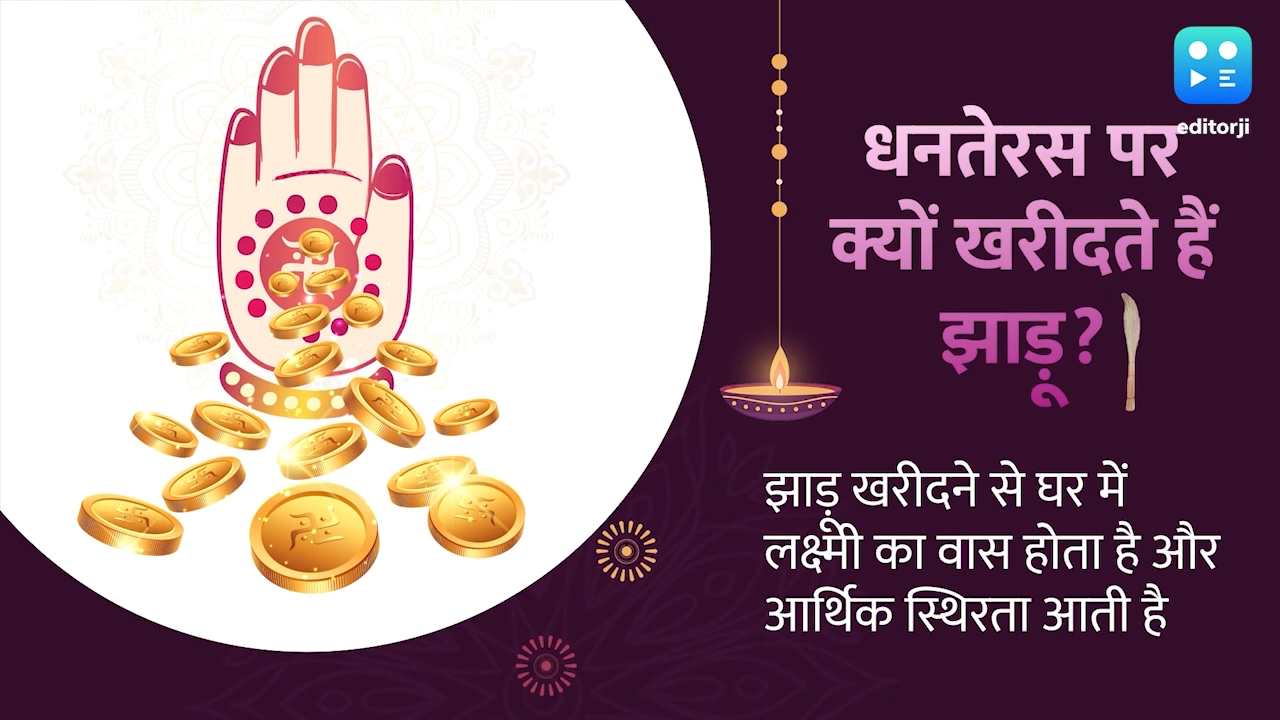 editorji
धनतेरस पर
क्यों खरीदते हैं
झाड़ू?
झाड़ू खरीदने से घर में
लक्ष्मी का वास होता है और
आर्थिक स्थिरता आती है